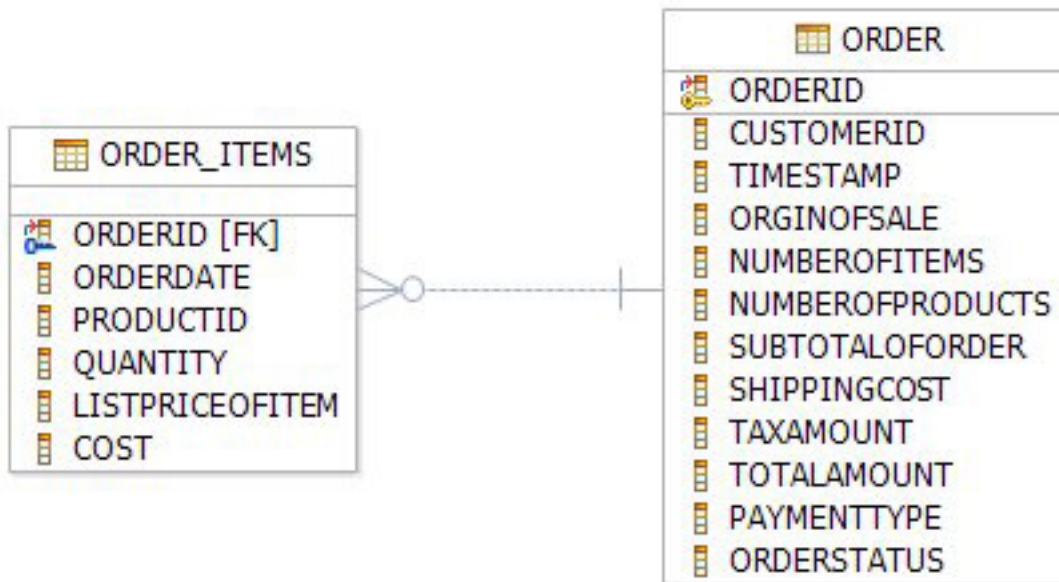 ORDER_ITEMS
ORDERID [FK]
ORDERDATE
PRODUCTID
QUANTITY
LISTPRICEOFITEM
COST
ORDER
ORDERID
CUSTOMERID
TIMESTAMP
ORGINOFSALE
NUMBEROFITEMS
NUMBEROFPRODUCTS
SUBTOTALOFORDER
SHIPPINGCOST
TAXAMOUNT
TOTALAMOUNT
PAYMENTTYPE
ORDERSTATUS